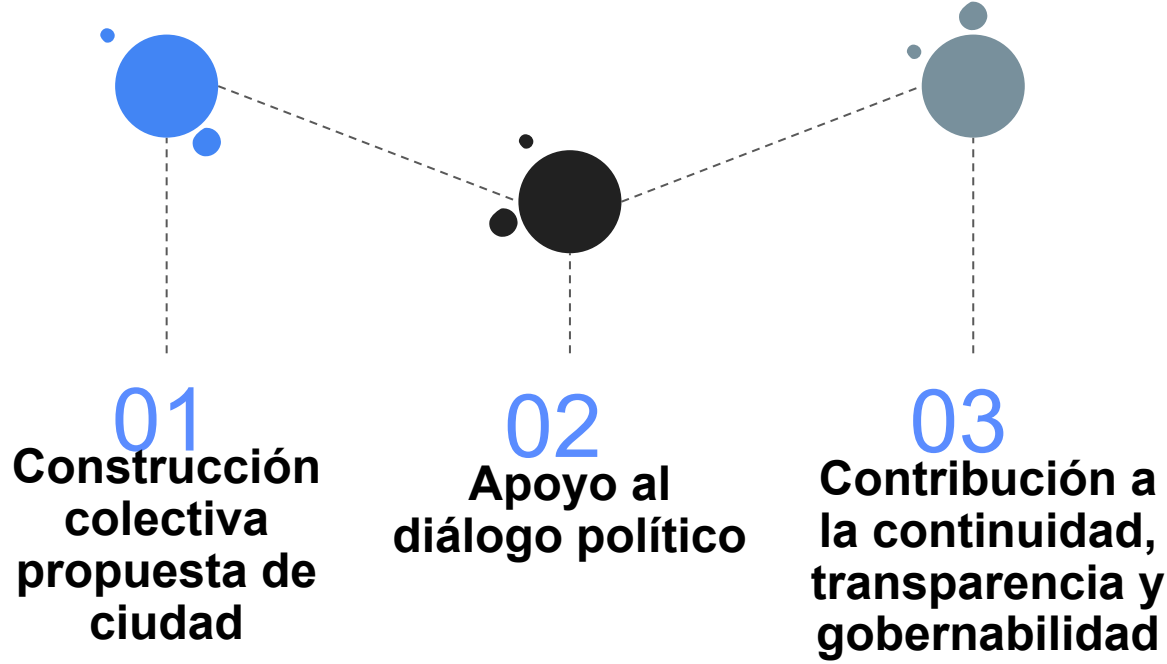 01
Construcción
colectiva
propuesta de
ciudad
02
Apoyo al
diálogo político
03
Contribución a
la continuidad,
transparencia y
gobernabilidad